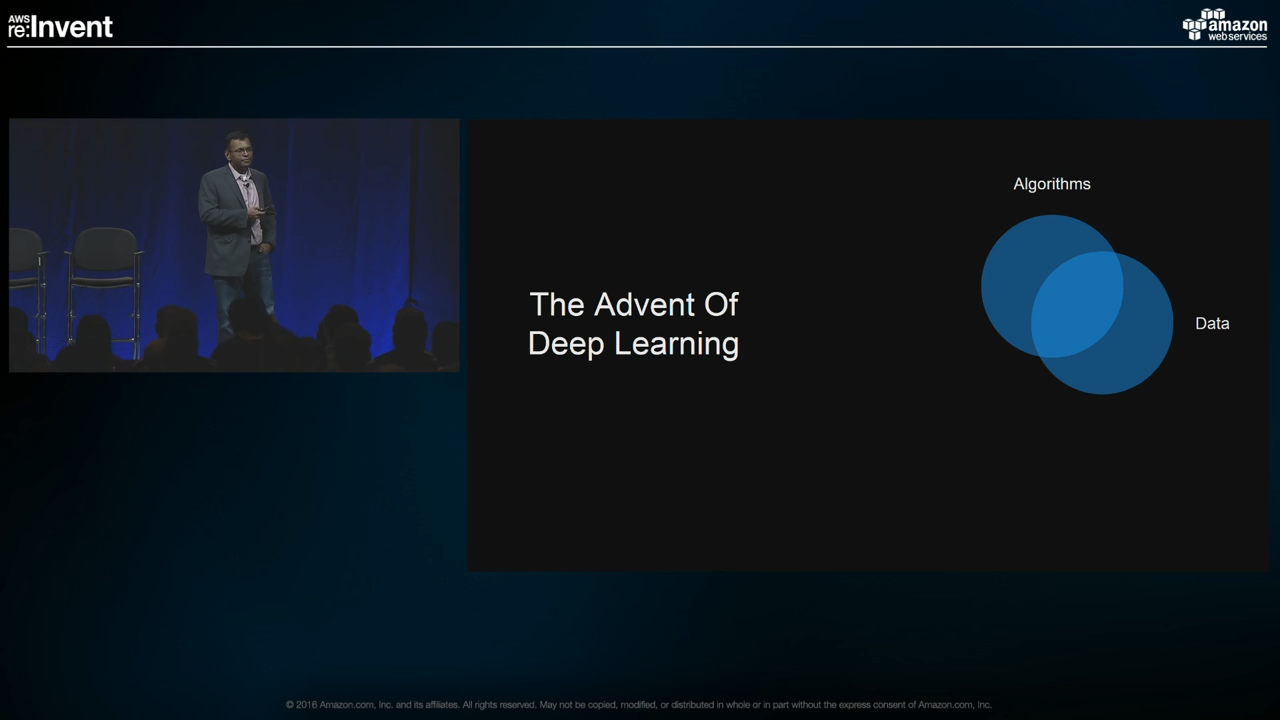 AWS
re:Invent
amazon
web services
Algorithms
The Advent Of
Deep Learning
Data
© 2016 Amazon.com, Inc. and its affiliates. All rights reserved. May not be copied, modified, or distributed in whole or in part without the express consent of Amazon.com, Inc.